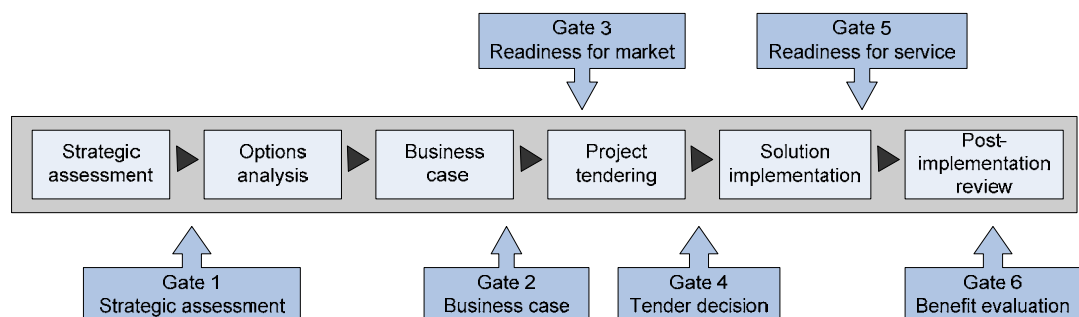 Gate 3
Readiness for market
Gate 5
Readiness for service
Strategic
assessment
Options
analysis
Business
case
Project
tendering
Solution
implementation
Post-
implementation
review
Gate 1
Strategic assessment
Gate 2
Business case
Gate 4
Tender decision
Gate 6
Benefit evaluation